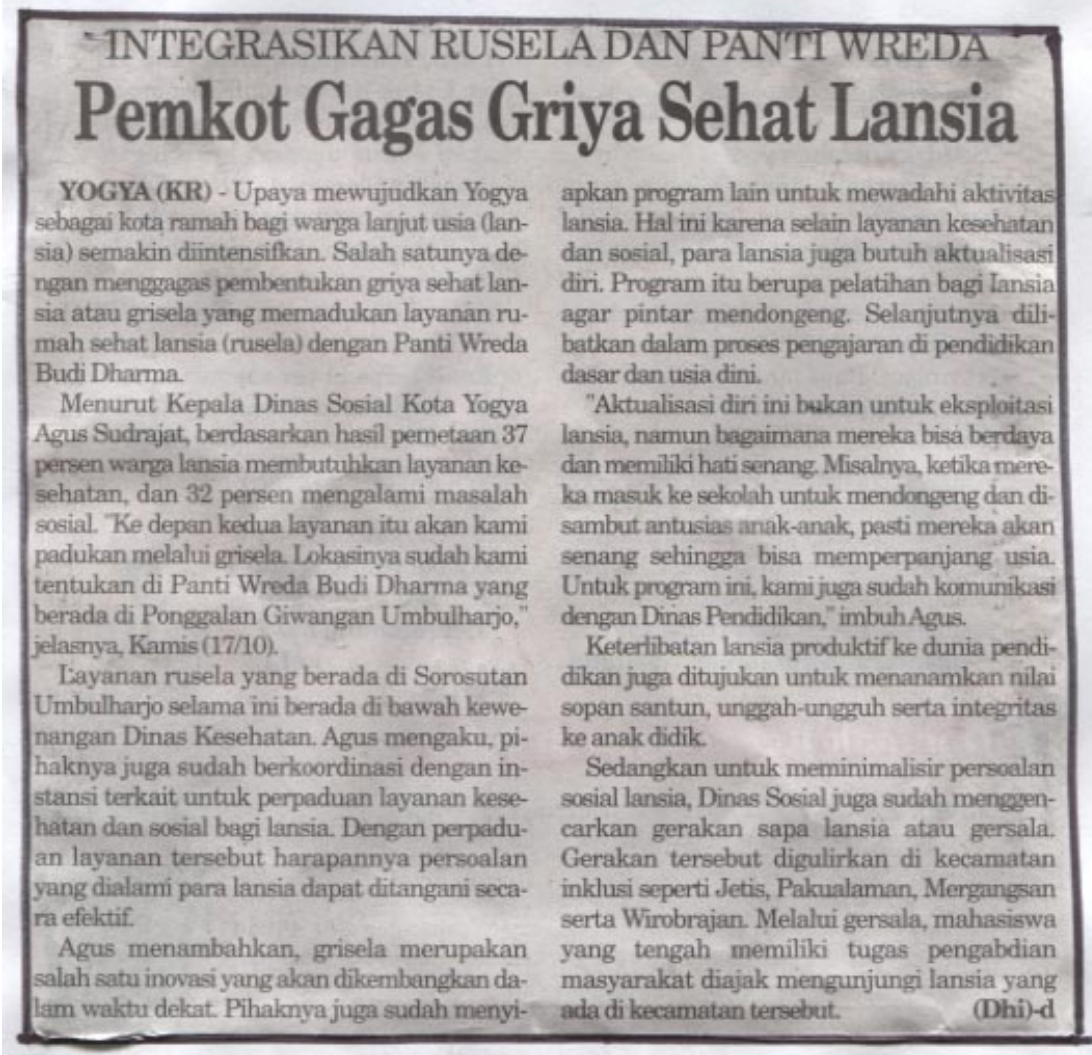 INTEGRASIKAN RUSELA DAN PANTI WREDA
Pemkot Gagas Griya Sehat Lansia
YOGYA (KR) - Upaya mewujudkan Yogya
sebagai kota ramah bagi warga lanjut usia (lan-
sia) semakin diintensifkan. Salah satunya de-
ngan menggagas pembentukan griya sehat lan-
sia atau grisela yang memadukan layanan ru-
mah sehat lansia (rusela) dengan Panti Wreda
Budi Dharma.
Menurut Kepala Dinas Sosial Kota Yogya
Agus Sudrajat, berdasarkan hasil pemetaan 37
persen warga lansia membutuhkan layanan ke-
sehatan, dan 32 persen mengalami masalah
sosial. "Ke depan kedua layanan itu akan kami
padukan melalui grisela. Lokasinya sudah kami
tentukan di Panti Wreda Budi Dharma yang
berada di Ponggalan Giwangan Umbulharjo,"
jelasnya, Kamis (17/10).
Layanan rusela yang berada di Sorosutan
Umbulharjo selama ini berada di bawah kewe-
nangan Dinas Kesehatan. Agus mengaku, pi-
haknya juga sudah berkoordinasi dengan in-
stansi terkait untuk perpaduan layanan kese-
hatan dan sosial bagi lansia. Dengan perpadu-
an layanan tersebut harapannya persoalan
yang dialami para lansia dapat ditangani seca-
ra efektif.
Agus menambahkan, grisela merupakan
salah satu inovasi yang akan dikembangkan da-
lam waktu dekat. Pihaknya juga sudah menyi-
apkan program lain untuk mewadahi aktivitas
lansia. Hal ini karena selain layanan kesehatan
dan sosial, para lansia juga butuh aktualisasi
diri. Program itu berupa pelatihan bagi lansia
agar pintar mendongeng. Selanjutnya dili-
batkan dalam proses pengajaran di pendidikan
dasar dan usia dini.
"Aktualisasi diri ini bukan untuk eksploitasi
lansia, namun bagaimana mereka bisa berdaya
dan memiliki hati senang. Misalnya, ketika mere-
ka masuk ke sekolah untuk mendongeng dan di-
sambut antusias anak-anak, pasti mereka akan
senang sehingga bisa memperpanjang usia.
Untuk program ini, kami juga sudah komunikasi
dengan Dinas Pendidikan," imbuh Agus.
Keterlibatan lansia produktif ke dunia pendi-
dikan juga ditujukan untuk menanamkan nilai
sopan santun, unggah-ungguh serta integritas
ke anak didik.
Sedangkan untuk meminimalisir persoalan
sosial lansia, Dinas Sosial juga sudah menggen-
carkan gerakan sapa lansia atau gersala.
Gerakan tersebut digulirkan di kecamatan
inklusi seperti Jetis, Pakualaman, Mergangsan
serta Wirobrajan. Melalui gersala, mahasiswa
yang tengah memiliki tugas pengabdian
masyarakat diajak mengunjungi lansia yang
ada di kecamatan tersebut. (Dhi)-d